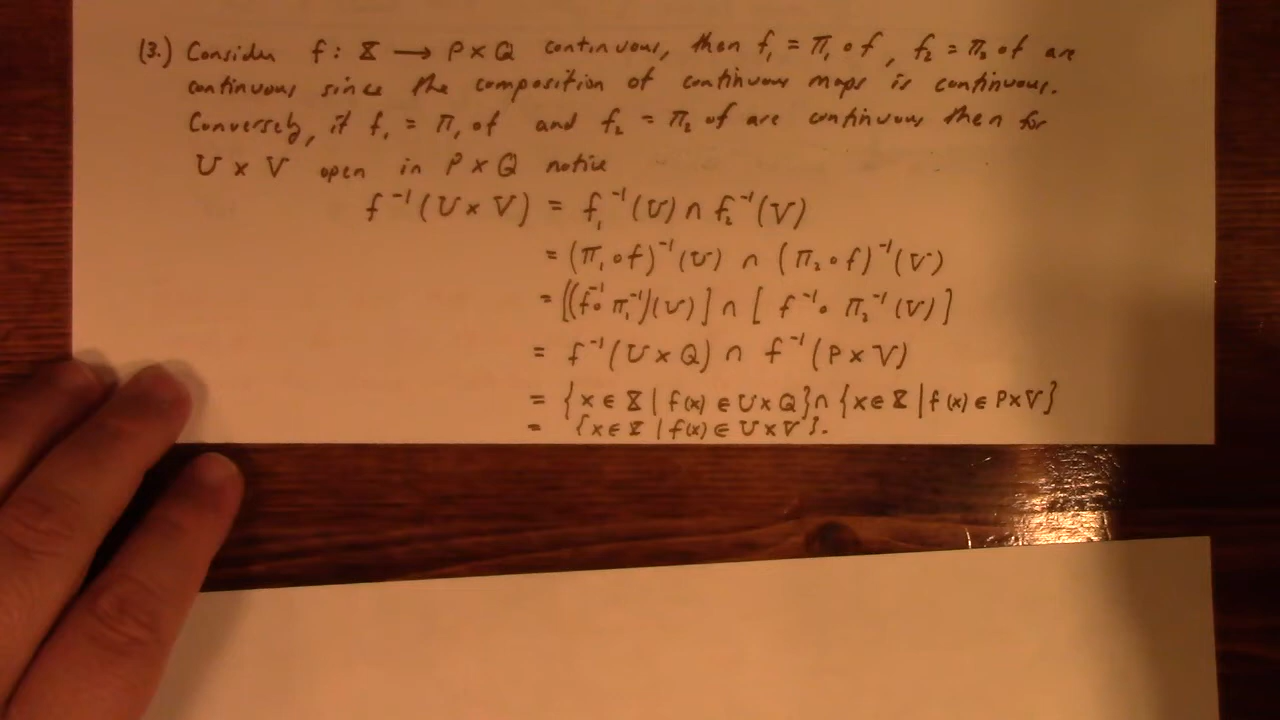 (3.) Consider f : X → P × Q continuous, then f₁ = π₁ ∘ f , f₂ = π₂ ∘ f are
continuous since the composition of continuous maps is continuous.
Conversely, if f₁ = π₁ ∘ f and f₂ = π₂ ∘ f are continuous then for
U × V open in P × Q notice
f⁻¹(U × V) = f₁⁻¹(U) ∩ f₂⁻¹(V)
= (π₁ ∘ f)⁻¹(U) ∩ (π₂ ∘ f)⁻¹(V)
= [(f⁻¹ ∘ π₁⁻¹)(U)] ∩ [ f⁻¹ ∘ π₂⁻¹(V) ]
= f⁻¹(U × Q) ∩ f⁻¹(P × V)
= {x ∈ X | f(x) ∈ U × Q} ∩ {x ∈ X | f(x) ∈ P × V}
= {x ∈ X | f(x) ∈ U × V}.